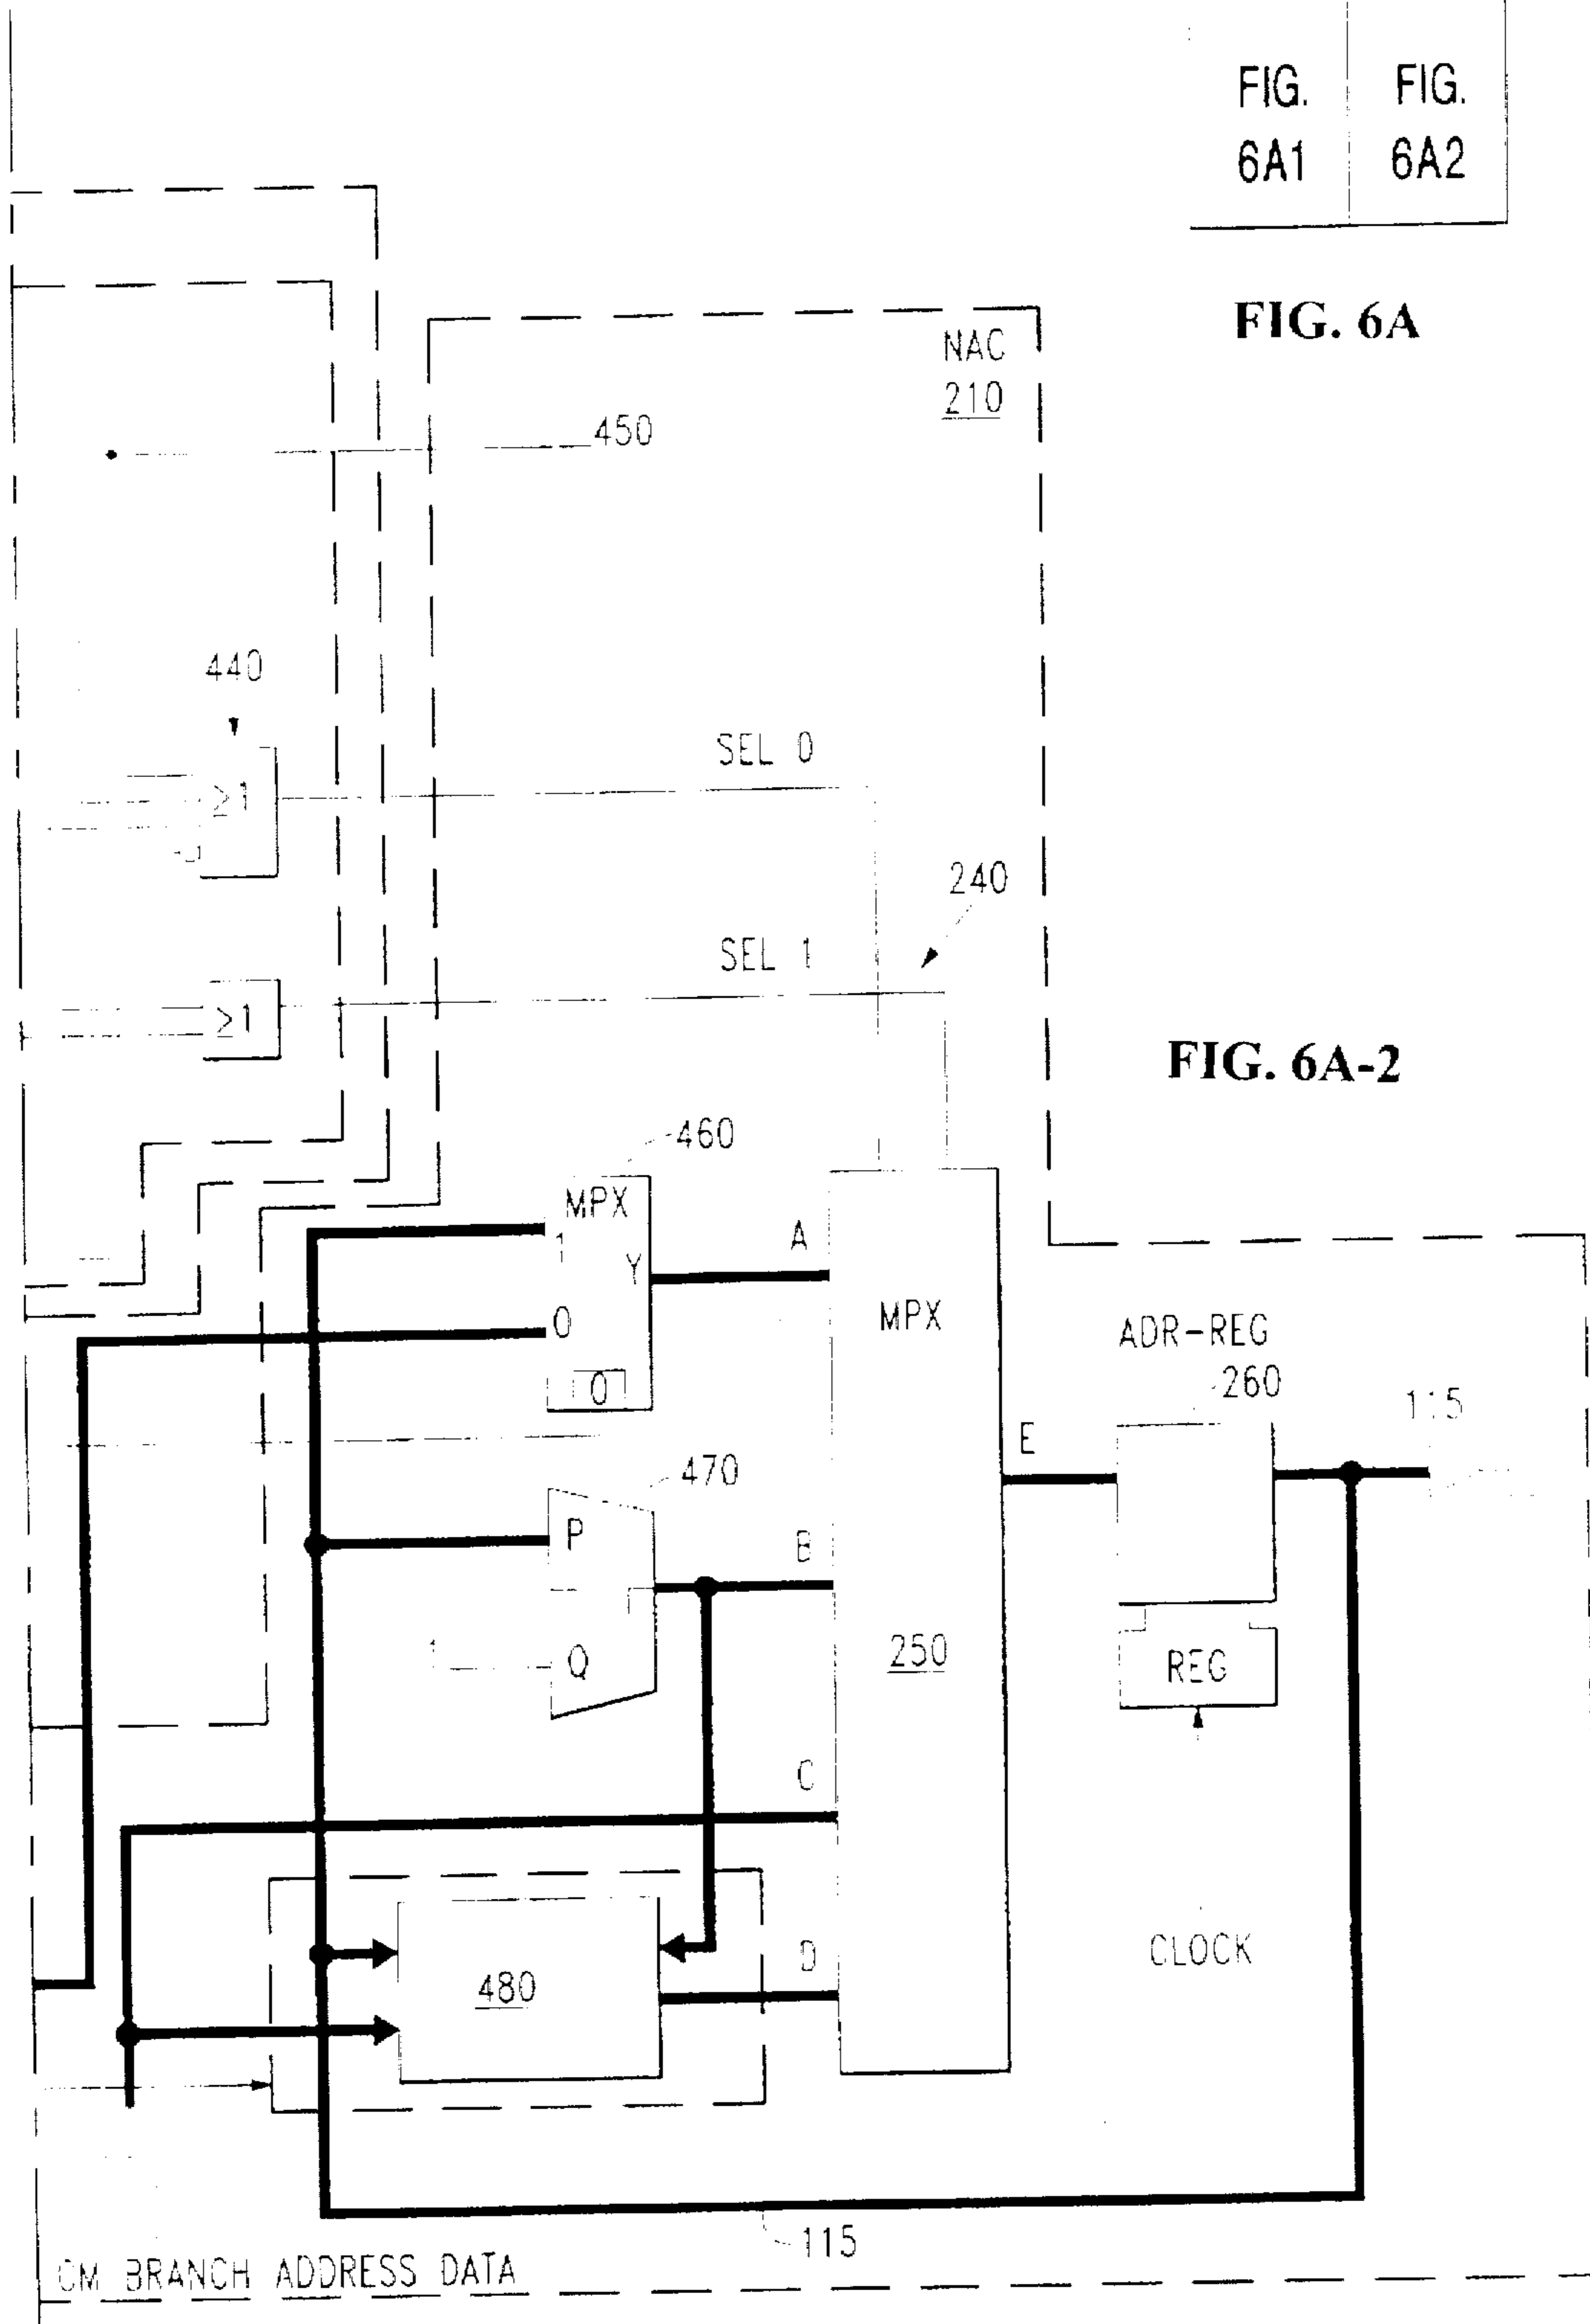 FIG. 6A1
FIG. 6A2
FIG. 6A
NAC
210
450
440
SEL 0
≥1
240
SEL 1
≥1
FIG. 6A-2
460
MPX
1
A
Y
MPX
0
ADR-REG
0
260
115
E
470
P
B
1
Q
250
REG
C
CLOCK
D
480
115
BRANCH ADDRESS DATA